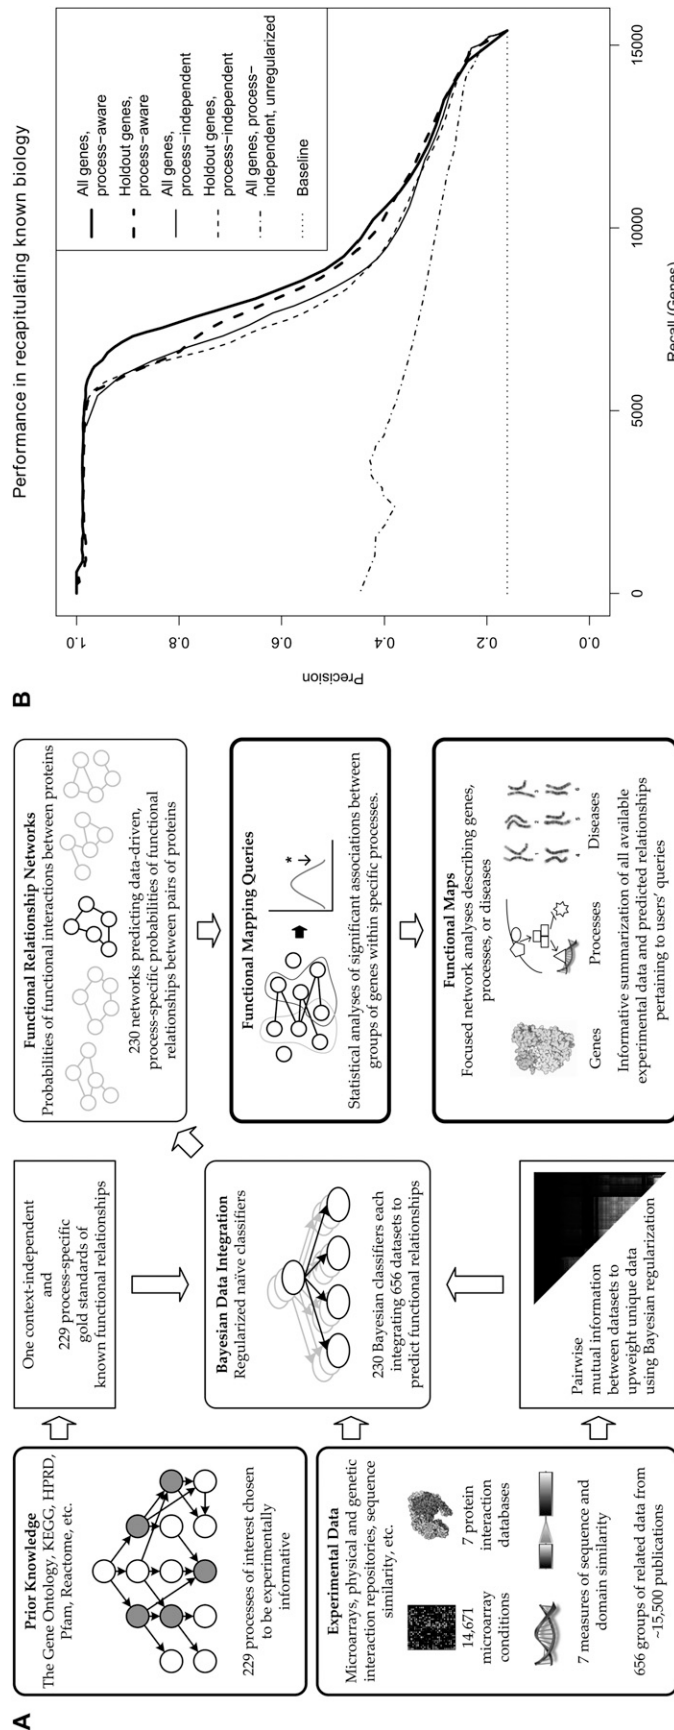 A
Prior Knowledge
The Gene Ontology, KEGG, HPRD,
Pfam, Reactome, etc.
229 processes of interest chosen
to be experimentally
informative
Experimental Data
Microarrays, physical and genetic
interaction repositories, sequence
similarity, etc.
14,671
microarray
conditions
7 protein
interaction
databases
7 measures of sequence and
domain similarity
656 groups of related data from
~15,500 publications
One context-independent
and
229 process-specific
gold standards of
known functional relationships
Bayesian Data Integration
Regularized naïve classifiers
230 Bayesian classifiers each
integrating 656 datasets to
predict functional relationships
Pairwise
mutual information
between datasets to
upweight unique data
using Bayesian regularization
Functional Relationship Networks
Probabilities of functional interactions between proteins
230 networks predicting data-driven,
process-specific probabilities of functional
relationships between pairs of proteins
Functional Mapping Queries
*
Statistical analyses of significant associations between
groups of genes within specific processes.
Functional Maps
Focused network analyses describing genes,
processes, or diseases
Genes
Processes
Diseases
Informative summarization of all available
experimental data and predicted relationships
pertaining to users' queries
B
Performance in recapitulating known biology
All genes,
process-aware
Holdout genes,
process-aware
All genes,
process-independent
Holdout genes,
process-independent
All genes, process-
independent, unregularized
Baseline
Precision
1.0
0.8
0.6
0.4
0.2
0.0
0
5000
10000
15000
Recall (Genes)